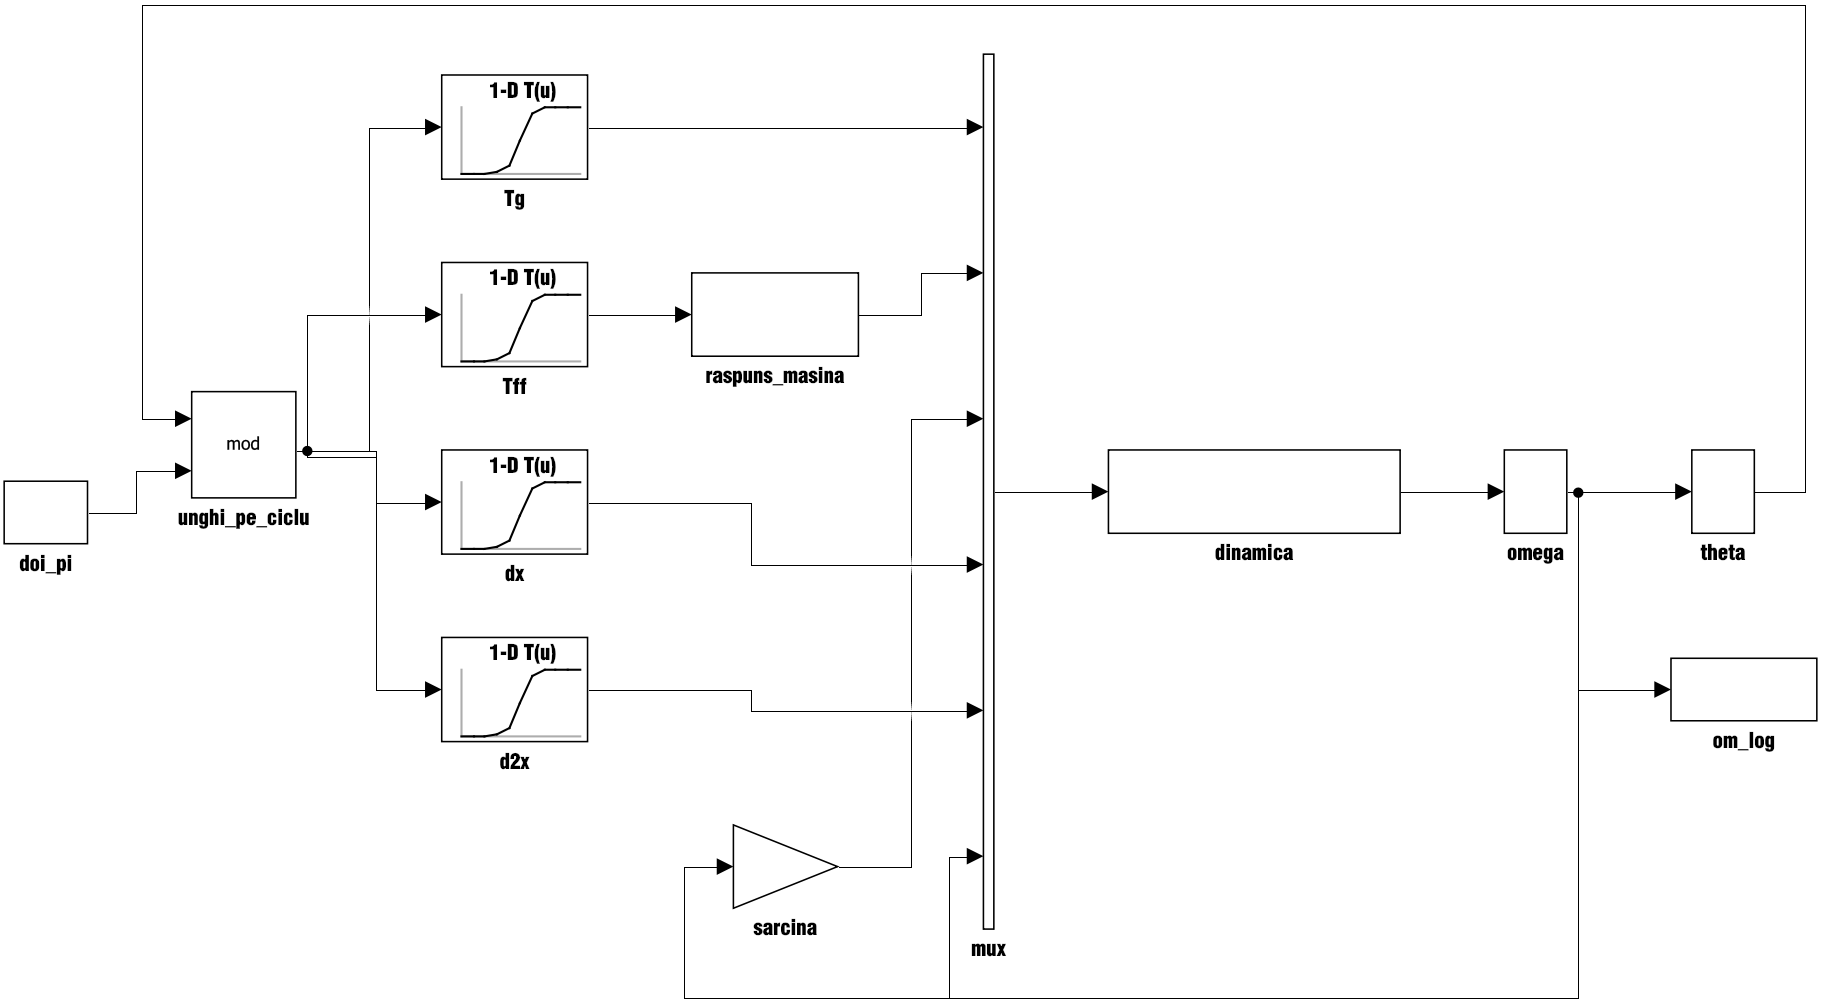 1-D T(u)
Tg
1-D T(u)
Tff
raspuns_masina
mod
unghi_pe_ciclu
doi_pi
1-D T(u)
dx
1-D T(u)
d2x
sarcina
mux
dinamica
omega
theta
om_log